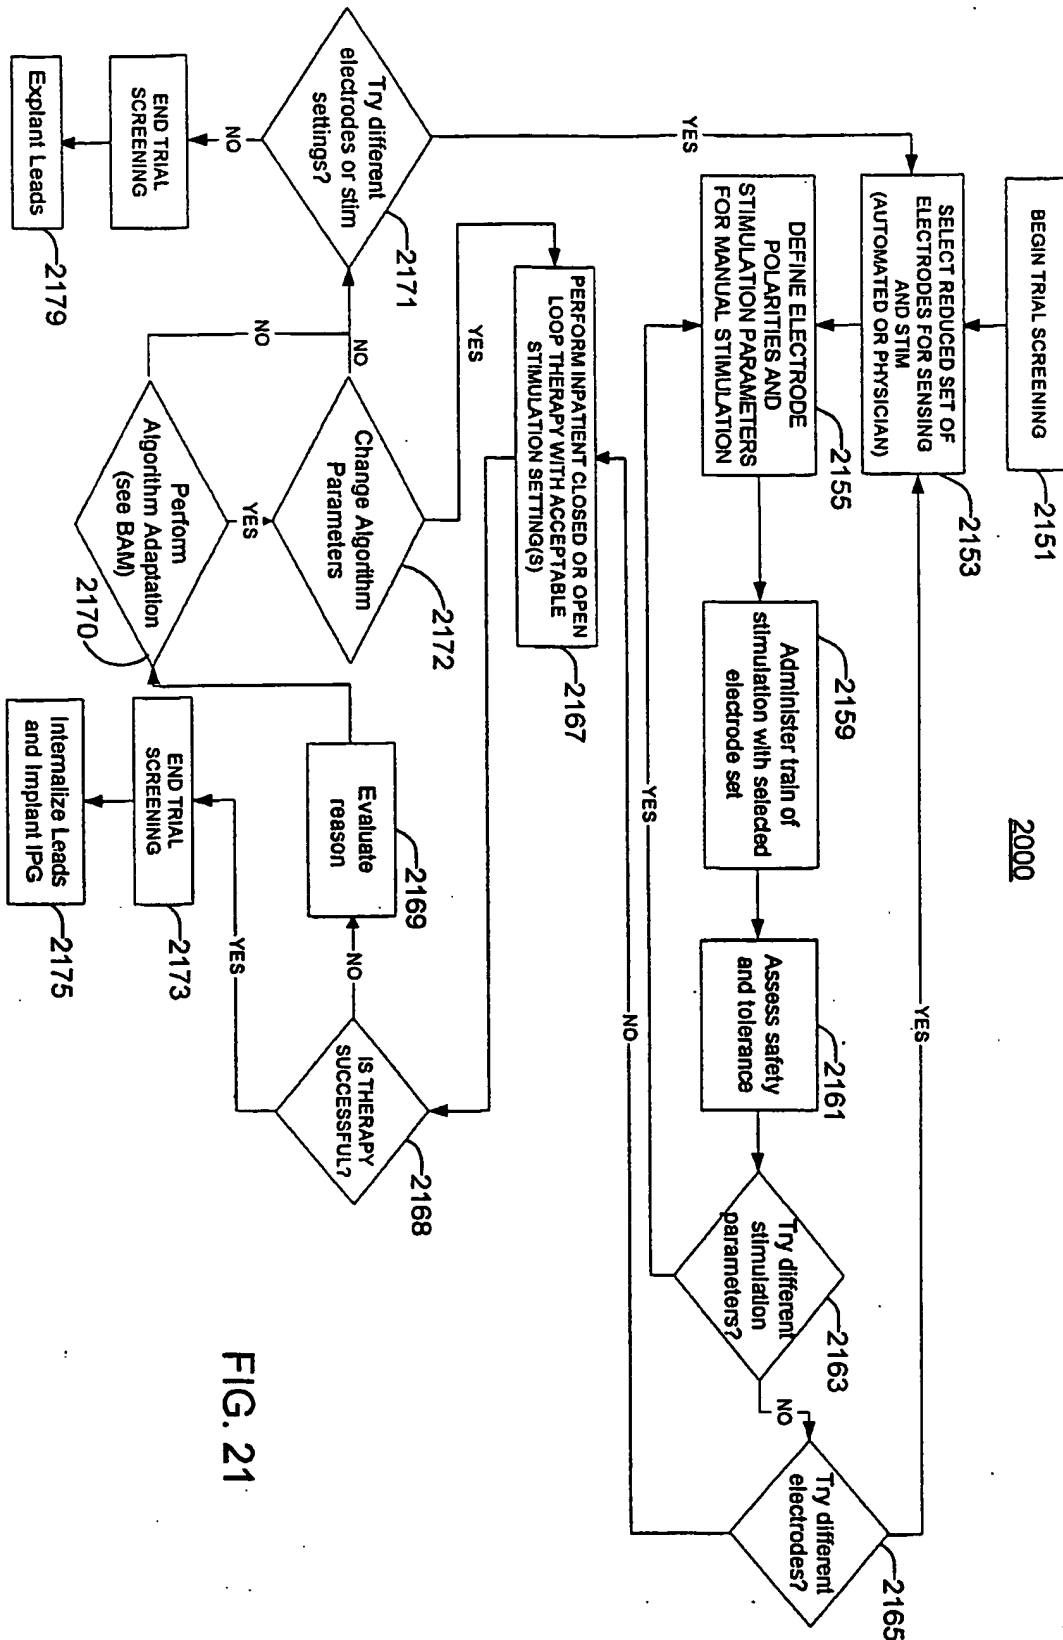 2000
BEGIN TRIAL SCREENING
2151
SELECT REDUCED SET OF
ELECTRODES FOR SENSING
AND STIM
(AUTOMATED OR PHYSICIAN)
2153
DEFINE ELECTRODE
POLARITIES AND
STIMULATION PARAMETERS
FOR MANUAL STIMULATION
2155
Administer train of
stimulation with selected
electrode set
2159
Assess safety
and tolerance
2161
Try different
stimulation
parameters?
2163
NO
YES
Try different
electrodes?
2165
YES
NO
PERFORM INPATIENT CLOSED OR OPEN
LOOP THERAPY WITH ACCEPTABLE
STIMULATION SETTING(S)
2167
IS THERAPY
SUCCESSFUL?
2168
NO
YES
Evaluate
reason
2169
Perform
Algorithm Adaptation
(see BAM)
2170
YES
NO
Change Algorithm
Parameters
2172
YES
NO
Try different
electrodes or stim
settings?
2171
YES
NO
END TRIAL
SCREENING
Explant Leads
2179
END TRIAL
SCREENING
2173
Internalize Leads
and Implant IPG
2175
FIG. 21